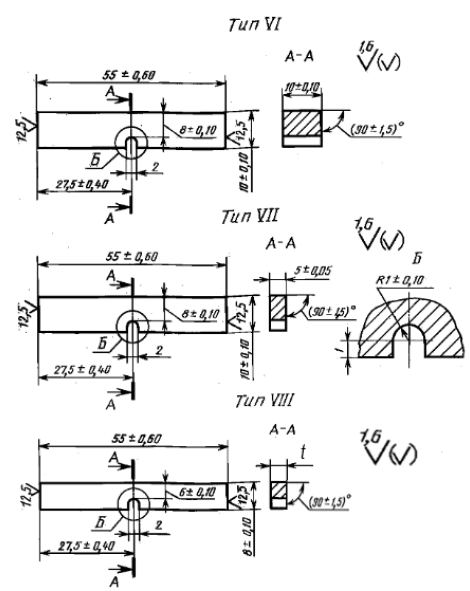 Тип VI
55 ± 0,60
А
А-А
1,6
(√)
10±0,10
12,5
8±0,10
12,5
(90±1,5)°
Б
2
10±0,10
27,5±0,40
А
Тип VII
55 ± 0,60
А
А-А
5±0,05
1,6
(√)
Б
R1±0,10
12,5
8±0,10
12,5
(90±1,5)°
Б
2
10±0,10
1
27,5±0,40
А
Тип VIII
55 ± 0,60
А
А-А
t
1,6
(√)
12,5
6±0,10
12,5
(90±1,5)°
Б
2
8±0,10
27,5±0,40
А